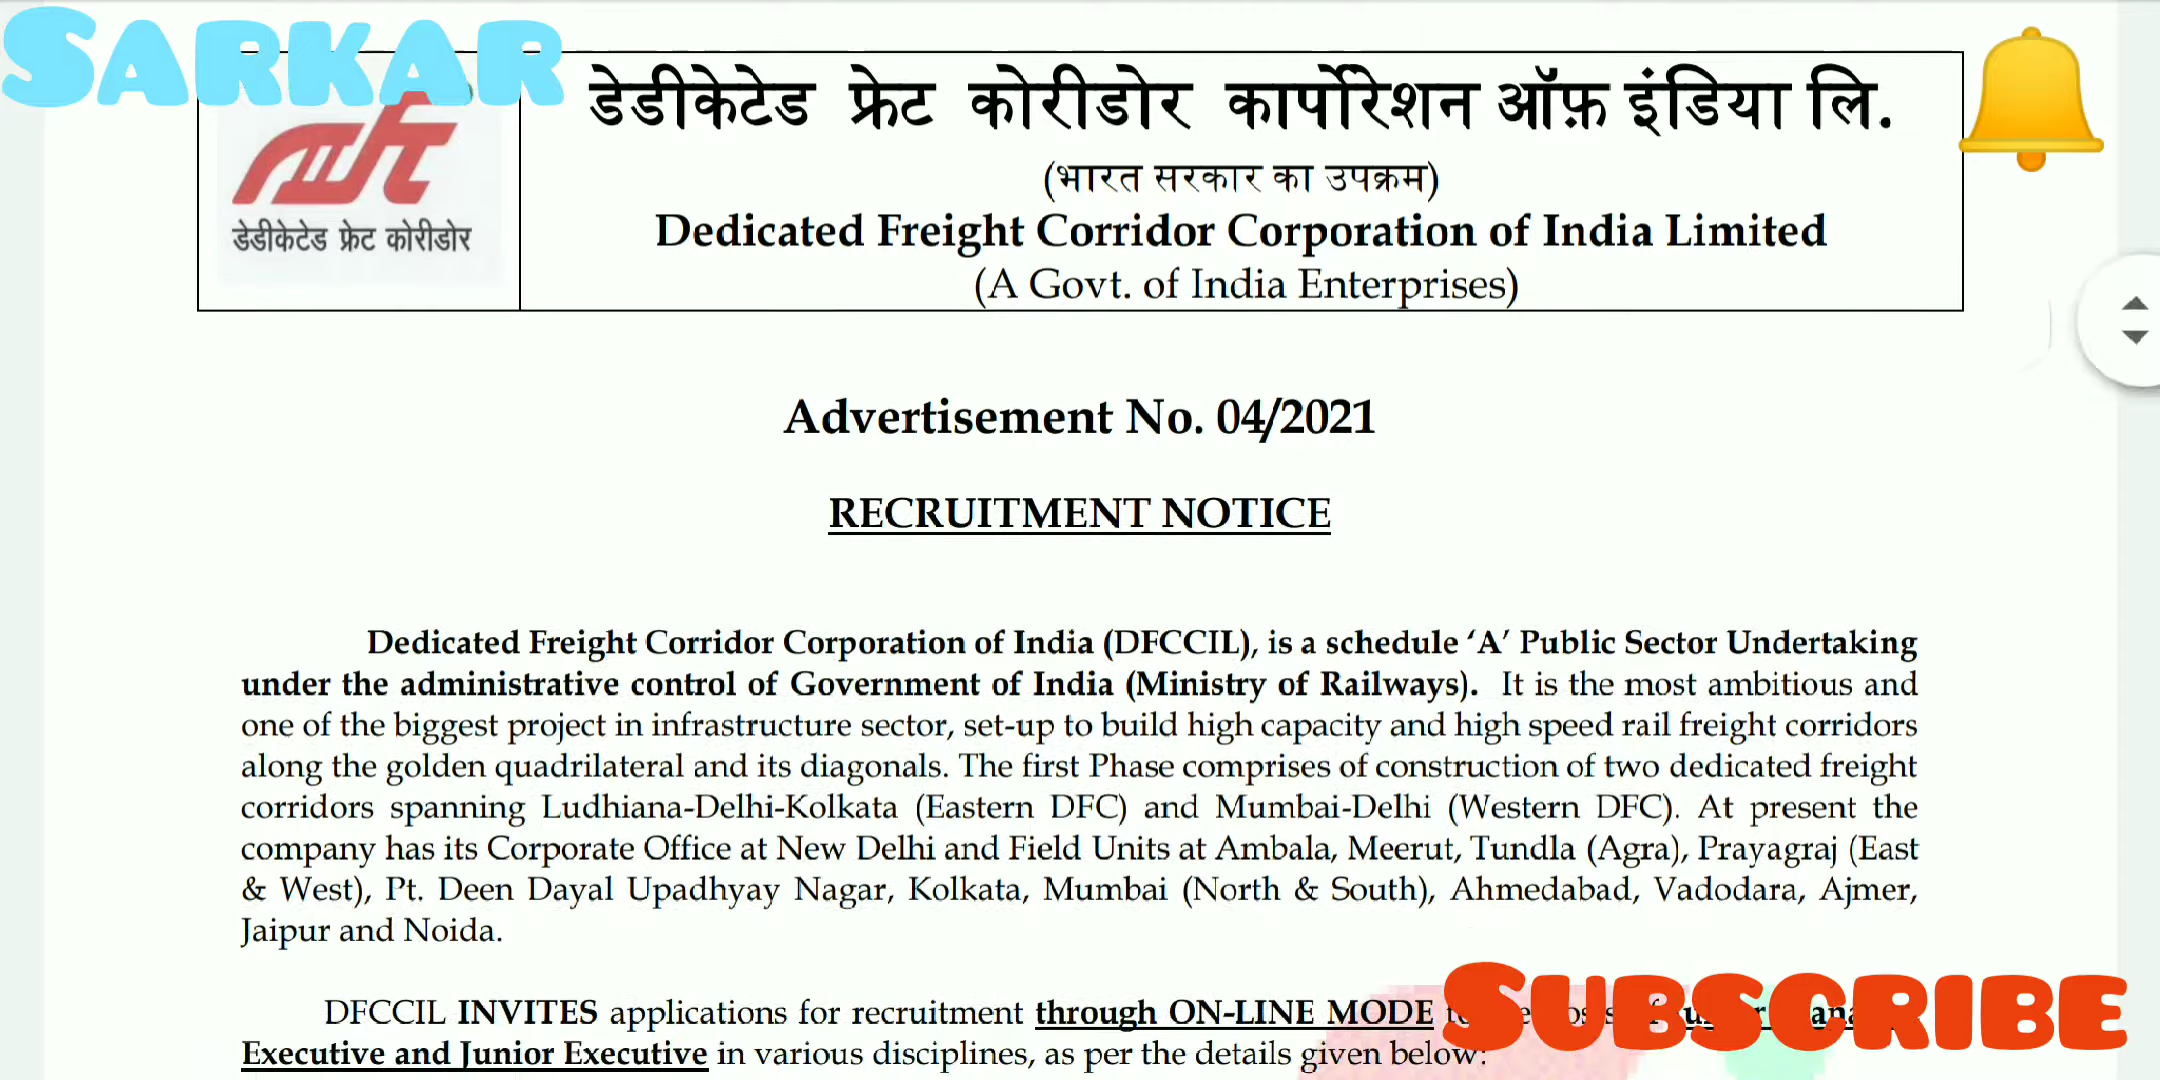 SARKAR
डेडीकेटेड फ्रेट कोरीडोर कार्पोरेशन ऑफ़ इंडिया लि.
(भारत सरकार का उपक्रम)
Dedicated Freight Corridor Corporation of India Limited
(A Govt. of India Enterprises)
डेडीकेटेड फ्रेट कोरीडोर
Advertisement No. 04/2021
RECRUITMENT NOTICE
Dedicated Freight Corridor Corporation of India (DFCCIL), is a schedule ‘A’ Public Sector Undertaking
under the administrative control of Government of India (Ministry of Railways). It is the most ambitious and
one of the biggest project in infrastructure sector, set-up to build high capacity and high speed rail freight corridors
along the golden quadrilateral and its diagonals. The first Phase comprises of construction of two dedicated freight
corridors spanning Ludhiana-Delhi-Kolkata (Eastern DFC) and Mumbai-Delhi (Western DFC). At present the
company has its Corporate Office at New Delhi and Field Units at Ambala, Meerut, Tundla (Agra), Prayagraj (East
& West), Pt. Deen Dayal Upadhyay Nagar, Kolkata, Mumbai (North & South), Ahmedabad, Vadodara, Ajmer,
Jaipur and Noida.
DFCCIL INVITES applications for recruitment through ON-LINE MODE
Executive and Junior Executive in various disciplines, as per the details given below:
SUBSCRIBE